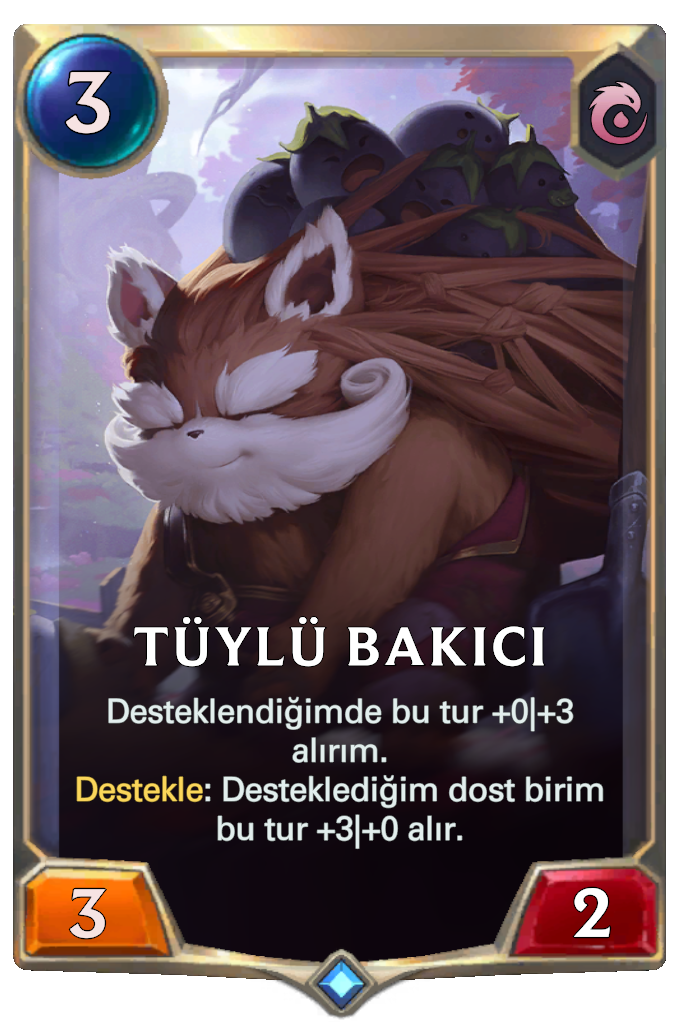 3
TÜYLÜ BAKICI
Desteklendiğimde bu tur +0|+3
alırım.
Destekle: Desteklediğim dost birim
bu tur +3|+0 alır.
3
2